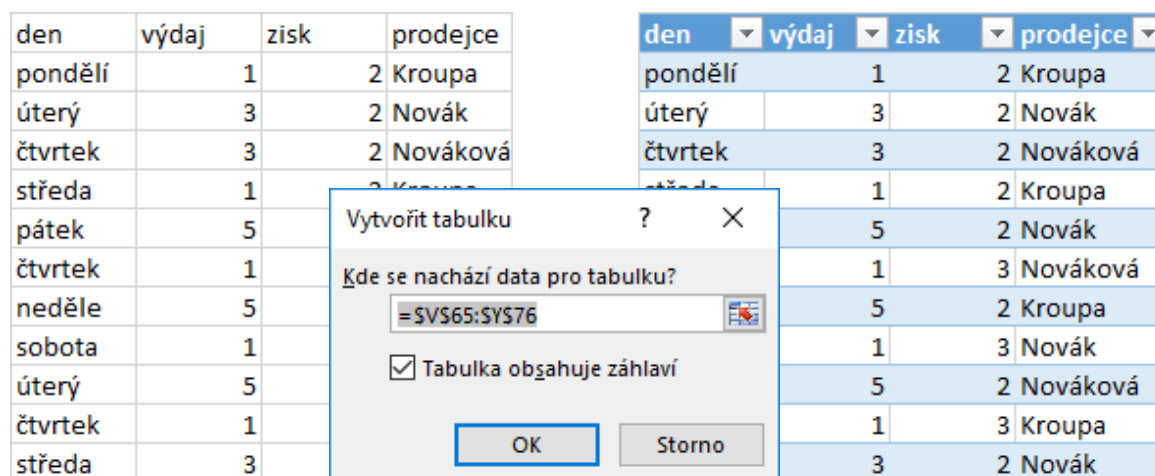 den výdaj zisk prodejce
pondělí 1 2 Kroupa
úterý 3 2 Novák
čtvrtek 3 2 Nováková
středa 1
pátek 5
čtvrtek 1
neděle 5
sobota 1
úterý 5
čtvrtek 1
středa 3
Vytvořit tabulku ? ×
Kde se nachází data pro tabulku?
=$V$65:$Y$76
Tabulka obsahuje záhlaví
OK Storno
den výdaj zisk prodejce
pondělí 1 2 Kroupa
úterý 3 2 Novák
čtvrtek 3 2 Nováková
1 2 Kroupa
5 2 Novák
1 3 Nováková
5 2 Kroupa
1 3 Novák
5 2 Nováková
1 3 Kroupa
3 2 Novák